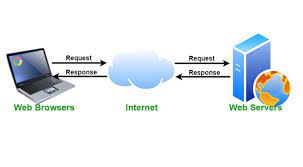 Request
Response
Request
Response
Web Browsers
Internet
Web Servers